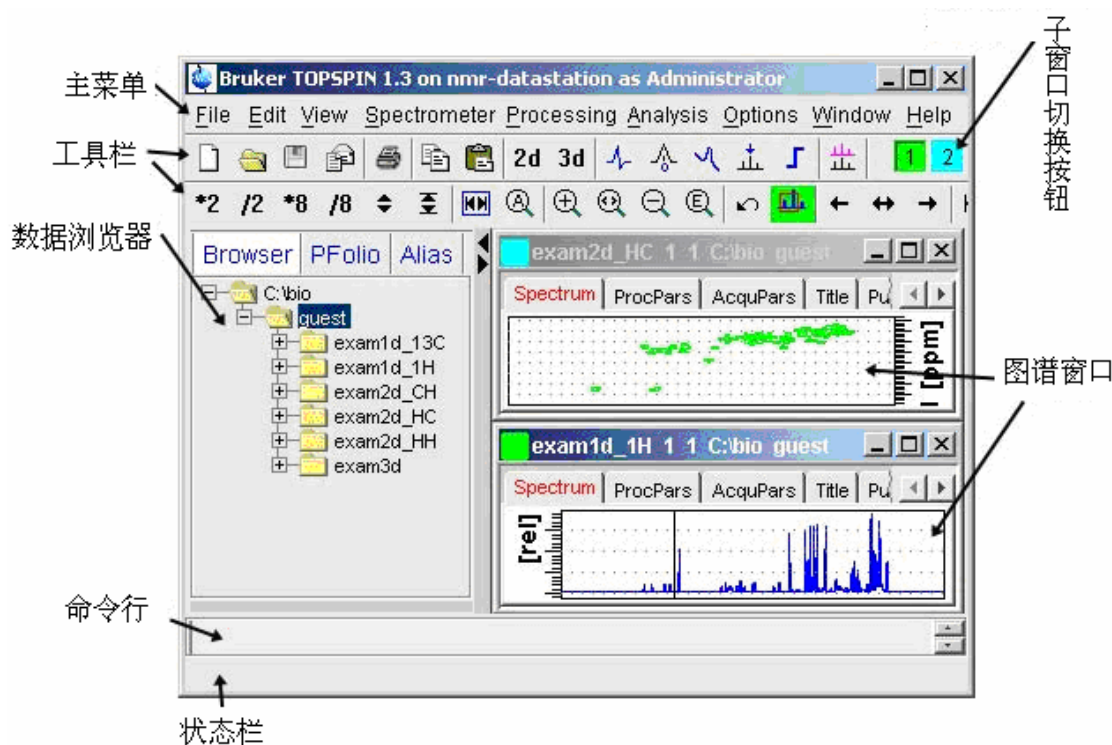 子窗口切换按钮
主菜单
Bruker TOPSPIN 1.3 on nmr-datastation as Administrator
File Edit View Spectrometer Processing Analysis Options Window Help
工具栏
2d 3d 1 2
*2 /2 *8 /8 A E
数据浏览器
Browser PFolio Alias
C:\bio
guest
exam1d_13C
exam1d_1H
exam2d_CH
exam2d_HC
exam2d_HH
exam3d
exam2d_HC 1 1 C:\bio guest
Spectrum ProcPars AcquPars Title Pu
[ppm]
图谱窗口
exam1d_1H 1 1 C:\bio guest
Spectrum ProcPars AcquPars Title Pu
[rel]
命令行
状态栏